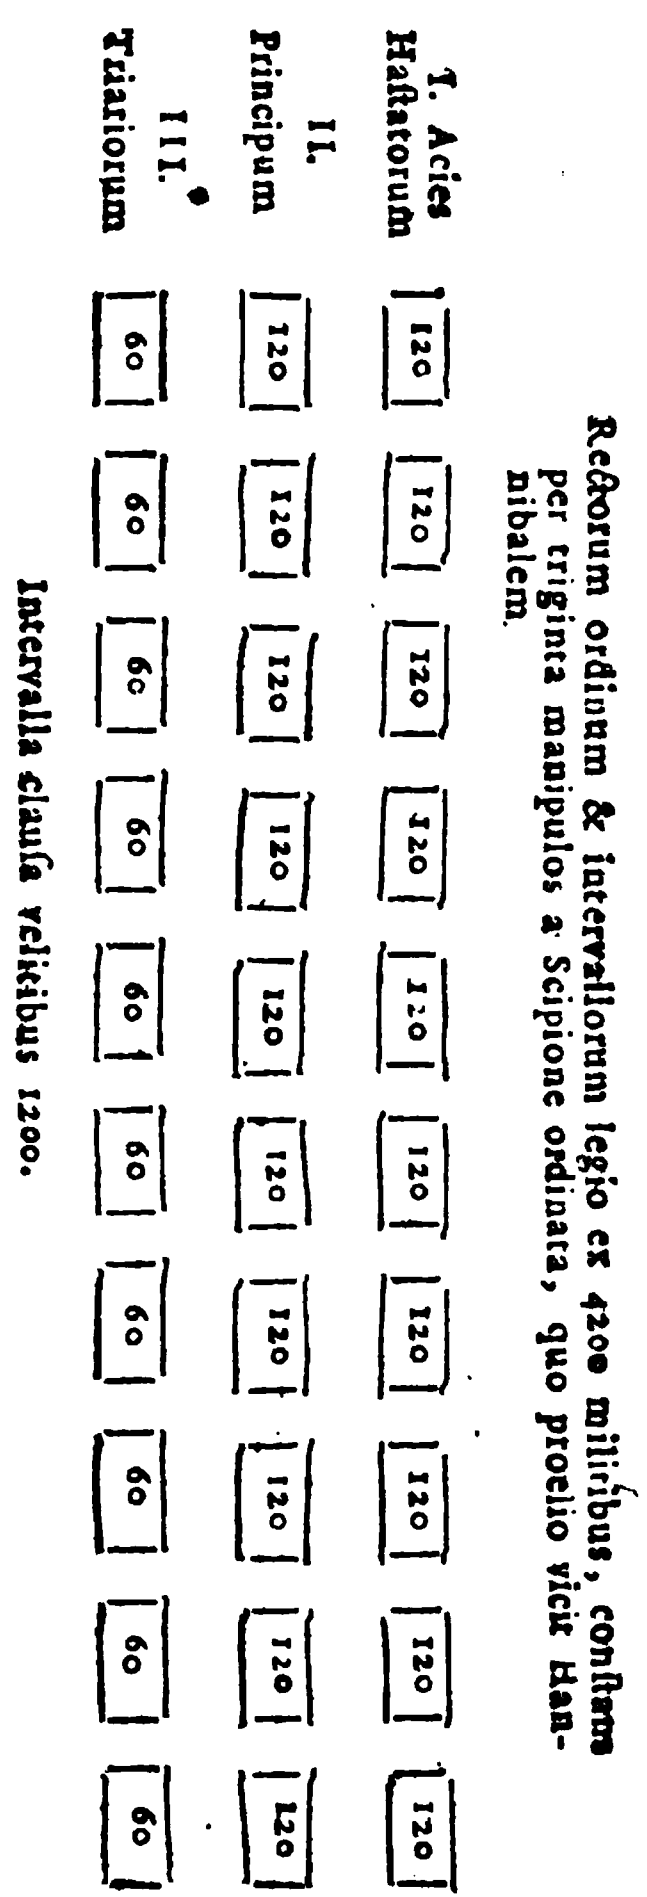 Rectorum ordinum & intervallorum legio ex 4200 militibus, conſtans
per triginta manipulos a Scipione ordinata, quo proelio vicit Han-
nibalem
I. Acies
Haſtatorum
120 120 120 120 120 120 120 120 120 120
II.
Principum
120 120 120 120 120 120 120 120 120 120
III.
Triariorum
60 60 60 60 60 60 60 60 60 60
Intervalla clauſa velitibus 1200.